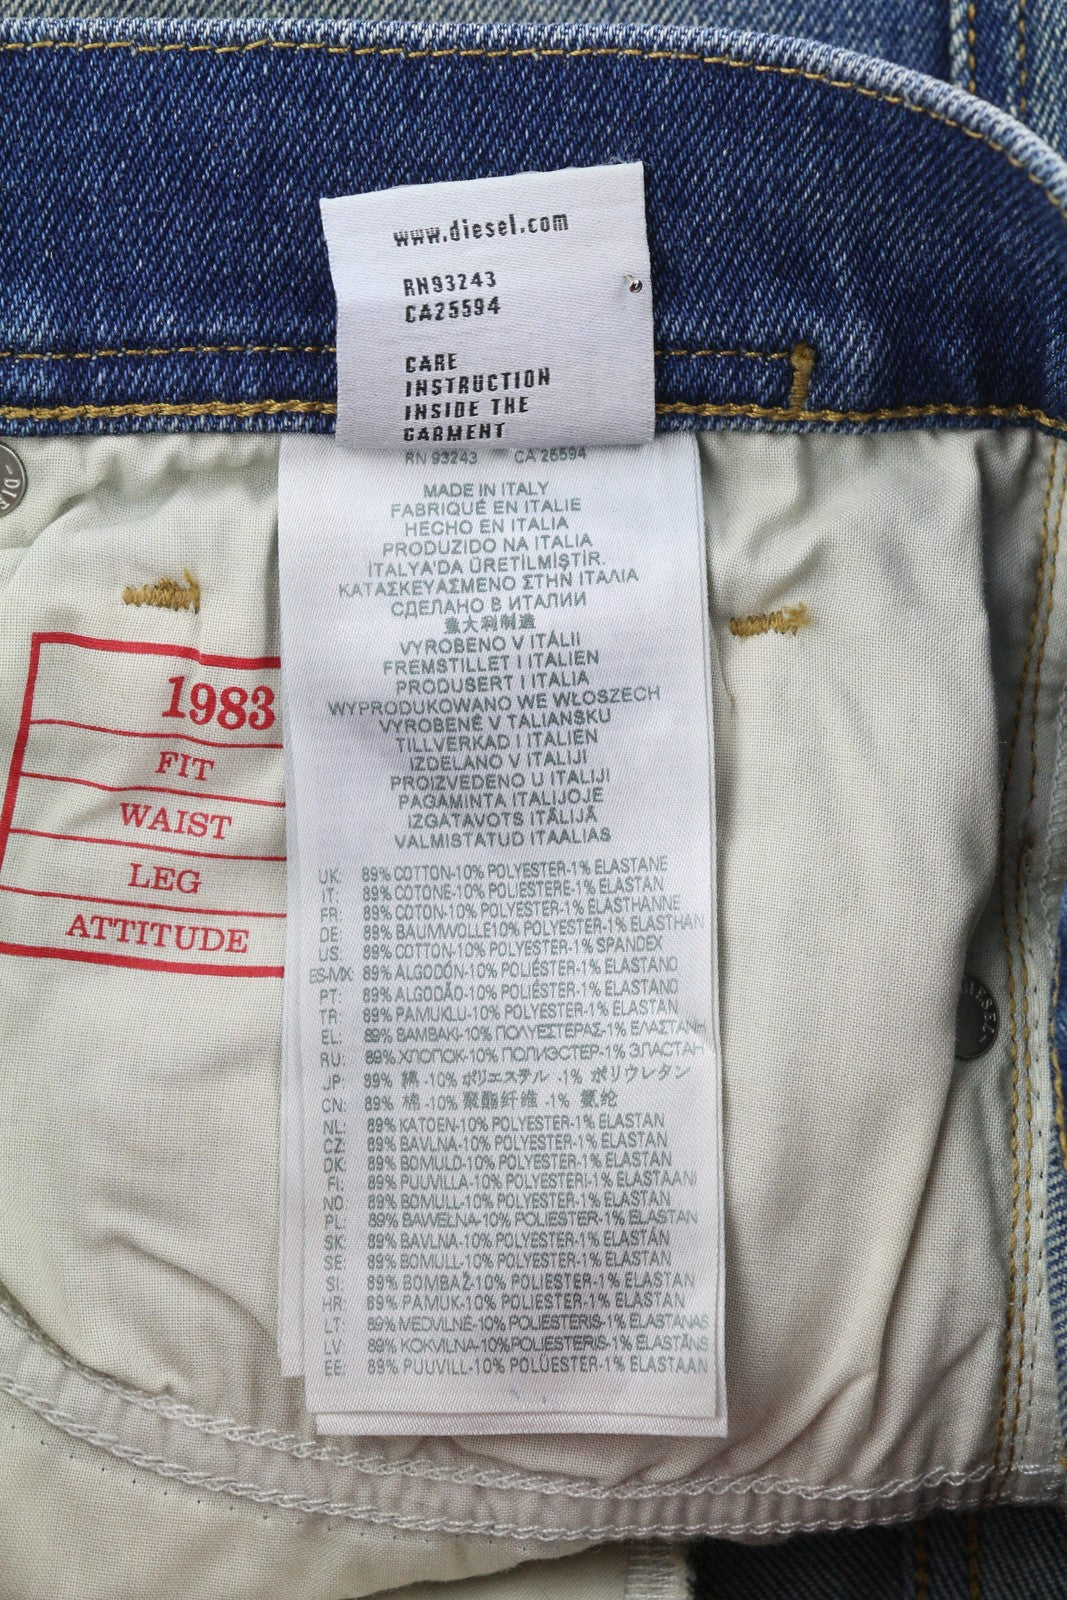 www.diesel.com
RN93243
CA25594
CARE
INSTRUCTION
INSIDE THE
GARMENT
RN 93243 CA 25594
MADE IN ITALY
FABRIQUÉ EN ITALIE
HECHO EN ITALIA
PRODUZIDO NA ITALIA
İTALYA'DA ÜRETİLMİŞTİR.
ΚΑΤΑΣΚΕΥΑΣΜΕΝΟ ΣΤΗΝ ΙΤΑΛΙΑ
СДЕЛАНО В ИТАЛИИ
意大利制造
VYROBENO V ITÁLII
FREMSTILLET I ITALIEN
PRODUSERT I ITALIA
WYPRODUKOWANO WE WŁOSZECH
VYROBENÉ V TALIANSKU
TILLVERKAD I ITALIEN
IZDELANO V ITALIJI
PROIZVEDENO U ITALIJI
PAGAMINTA ITALIJOJE
IZGATAVOTS ITĀLIJĀ
VALMISTATUD ITAALIAS
UK: 89% COTTON-10% POLYESTER-1% ELASTANE
IT: 89% COTONE-10% POLIESTERE-1% ELASTAN
FR: 89% COTON-10% POLYESTER-1% ELASTHANNE
DE: 89% BAUMWOLLE10% POLYESTER-1% ELASTHAN
US: 89% COTTON-10% POLYESTER-1% SPANDEX
ES-MX: 89% ALGODÓN-10% POLIÉSTER-1% ELASTANO
PT: 89% ALGODÃO-10% POLIÉSTER-1% ELASTANO
TR: 89% PAMUKLU-10% POLYESTER-1% ELASTAN
EL: 89% ΒΑΜΒΑΚΙ-10% ΠΟΛΥΕΣΤΕΡΑΣ-1% ΕΛΑΣΤΑΝΗ
RU: 89% ХЛОПОК-10% ПОЛИЭСТЕР-1% ЭЛАСТАН
JP: 89% 綿 -10% ポリエステル -1% ポリウレタン
CN: 89% 棉 -10% 聚酯纤维 -1% 氨纶
NL: 89% KATOEN-10% POLYESTER-1% ELASTAN
CZ: 89% BAVLNA-10% POLYESTER-1% ELASTAN
DK: 89% BOMULD-10% POLYESTER-1% ELASTAN
FI: 89% PUUVILLA-10% POLYESTERI-1% ELASTAANI
NO: 89% BOMULL-10% POLYESTER-1% ELASTAN
PL: 89% BAWEŁNA-10% POLIESTER-1% ELASTAN
SK: 89% BAVLNA-10% POLYESTER-1% ELASTÁN
SE: 89% BOMULL-10% POLYESTER-1% ELASTAN
SI: 89% BOMBAŽ-10% POLIESTER-1% ELASTAN
HR: 89% PAMUK-10% POLIESTER-1% ELASTAN
LT: 89% MEDVILNĖ-10% POLIESTERIS-1% ELASTANAS
LV: 89% KOKVILNA-10%POLIESTERIS-1% ELASTĀNS
EE: 89% PUUVILL-10% POLÜESTER-1% ELASTAAN
1983
FIT
WAIST
LEG
ATTITUDE
DIESEL